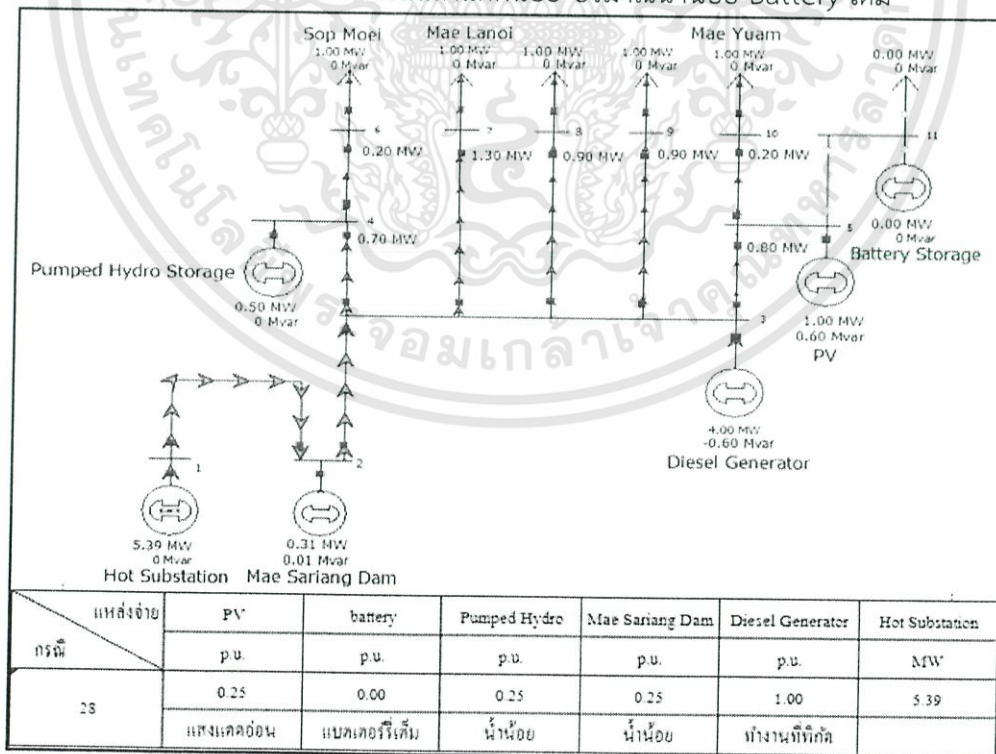 Battery เต็ม
Sop Moei
1.00 MW
0 Mvar
Mae Lanoi
1.00 MW
0 Mvar
1.00 MW
0 Mvar
1.00 MW
0 Mvar
Mae Yuam
1.00 MW
0 Mvar
0.00 MW
0 Mvar
6
7
8
9
10
11
0.20 MW
1.30 MW
0.90 MW
0.90 MW
0.20 MW
4
0.70 MW
5
0.80 MW
0.00 MW
0 Mvar
Battery Storage
Pumped Hydro Storage
0.50 MW
0 Mvar
3
1.00 MW
0.60 Mvar
PV
4.00 MW
-0.60 Mvar
Diesel Generator
1
2
5.39 MW
0 Mvar
Hot Substation
0.31 MW
0.01 Mvar
Mae Sariang Dam
แหล่งจ่าย PV battery Pumped Hydro Mae Sariang Dam Diesel Generator Hot Substation
กรณี p.u. p.u. p.u. p.u. p.u. MW
28 0.25 0.00 0.25 0.25 1.00 5.39
แสงแดดอ่อน แบตเตอร์รี่เต็ม น้ำน้อย น้ำน้อย ทำงานที่พิกัด